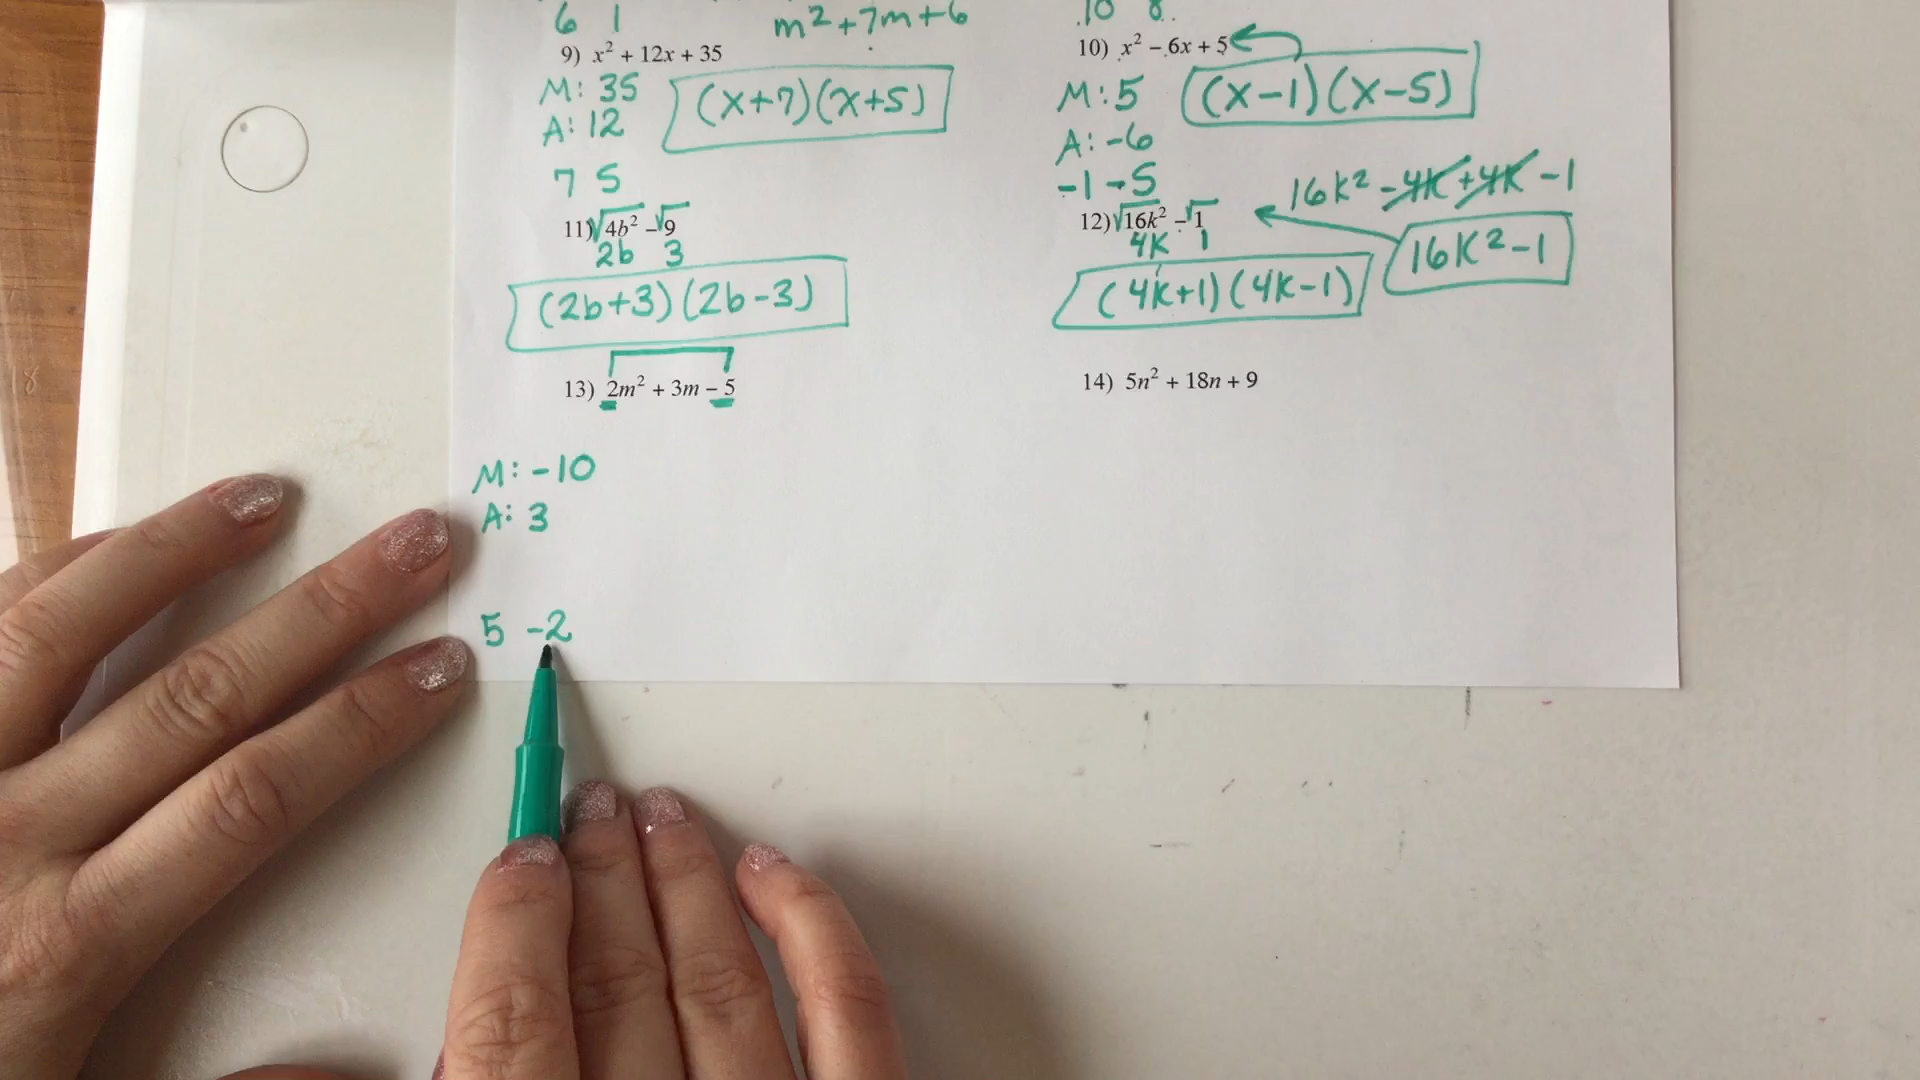 6 1
m²+7m+6
10 8
9) x² + 12x + 35
M: 35
A: 12
(x+7)(x+5)
7 5
10) x² − 6x + 5
M: 5
A: -6
(x-1)(x-5)
-1 -5
11) √4b² − √9
2b 3
(2b+3)(2b-3)
12) √16k² − √1
4k 1
16k² -4k +4k -1
16k²-1
(4k+1)(4k-1)
13) 2m² + 3m − 5
M: -10
A: 3
5 -2
14) 5n² + 18n + 9